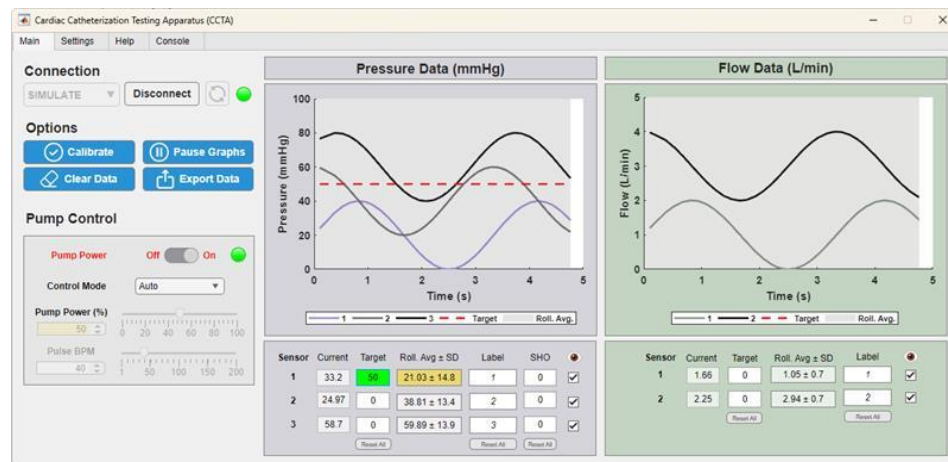 Cardiac Catheterization Testing Apparatus (CCTA)
Main Settings Help Console
Connection
SIMULATE Disconnect
Options
Calibrate Pause Graphs
Clear Data Export Data
Pump Control
Pump Power Off On
Control Mode Auto
Pump Power (%)
50
0 20 40 60 80 100
Pulse BPM
40
1 50 100 150 200
Pressure Data (mmHg)
100
80
60
40
20
0
Pressure (mmHg)
0 1 2 3 4 5
Time (s)
1 2 3 Target Roll. Avg.
Sensor Current Target Roll. Avg ± SD Label SHO
1 33.2 50 21.03 ± 14.8 1 0
2 24.97 0 38.81 ± 13.4 2 0
3 58.7 0 59.89 ± 13.9 3 0
Reset All Reset All Reset All
Flow Data (L/min)
5
4
3
2
1
0
Flow (L/min)
0 1 2 3 4 5
Time (s)
1 2 Target Roll. Avg.
Sensor Current Target Roll. Avg ± SD Label
1 1.66 0 1.05 ± 0.7 1
2 2.25 0 2.94 ± 0.7 2
Reset All Reset All